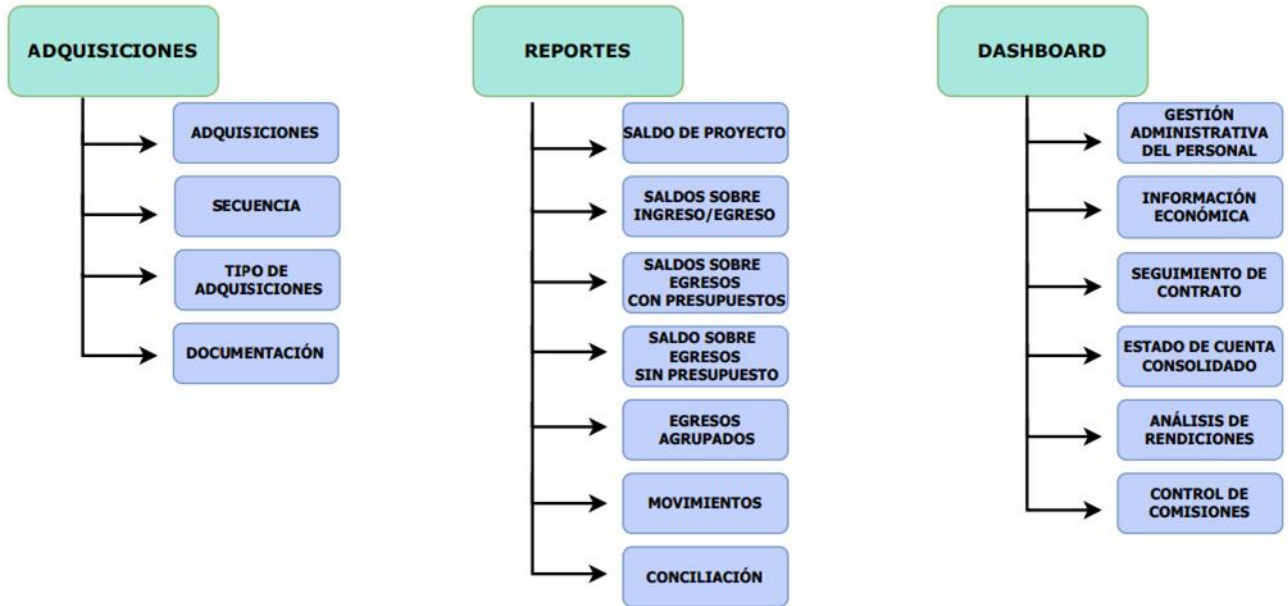 ADQUISICIONES
ADQUISICIONES
SECUENCIA
TIPO DE
ADQUISICIONES
DOCUMENTACIÓN
REPORTES
SALDO DE PROYECTO
SALDOS SOBRE
INGRESO/EGRESO
SALDOS SOBRE
EGRESOS
CON PRESUPUESTOS
SALDO SOBRE
EGRESOS
SIN PRESUPUESTO
EGRESOS
AGRUPADOS
MOVIMIENTOS
CONCILIACIÓN
DASHBOARD
GESTIÓN
ADMINISTRATIVA
DEL PERSONAL
INFORMACIÓN
ECONÓMICA
SEGUIMIENTO DE
CONTRATO
ESTADO DE CUENTA
CONSOLIDADO
ANÁLISIS DE
RENDICIONES
CONTROL DE
COMISIONES